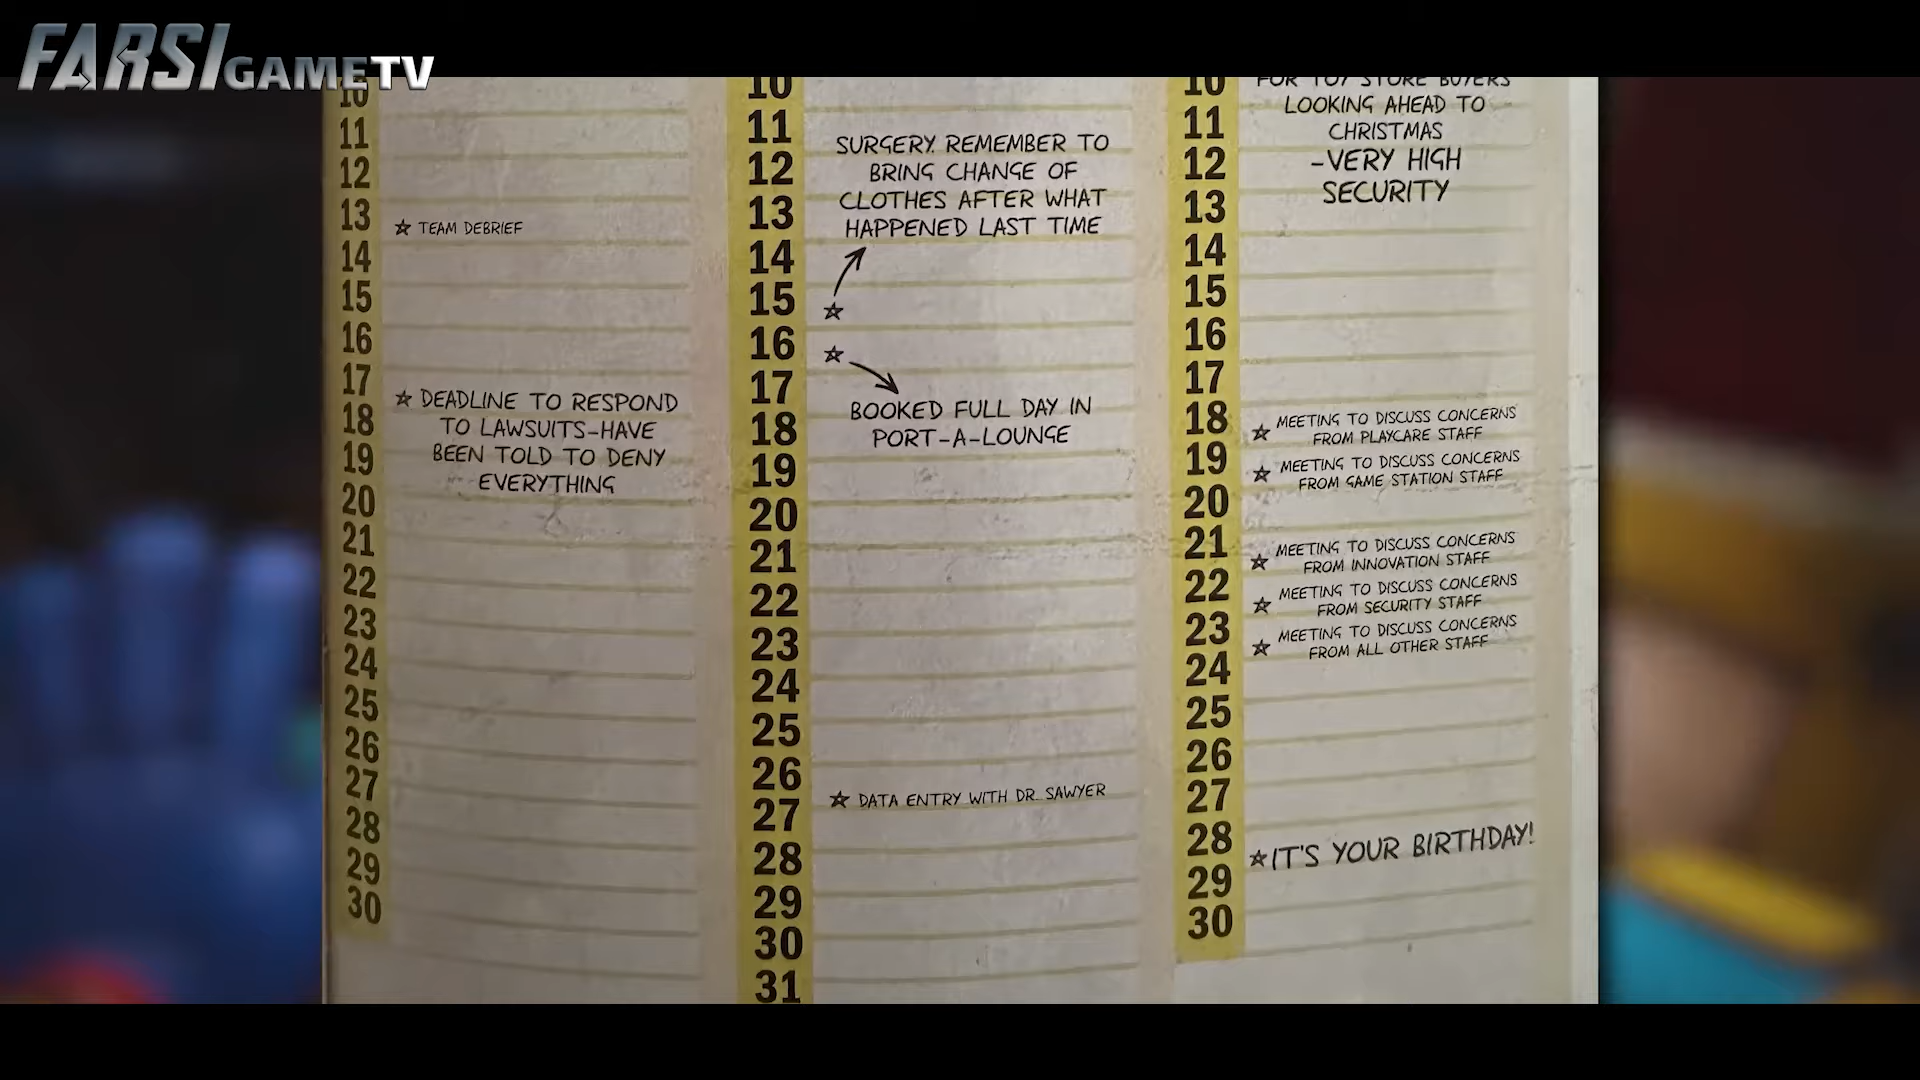 FARSIGAMETV
10
11
12
13 ☆ TEAM DEBRIEF
14
15
16
17
☆ DEADLINE TO RESPOND
18 TO LAWSUITS-HAVE
19 BEEN TOLD TO DENY
EVERYTHING
20
21
22
23
24
25
26
27
28
29
30
10
11
SURGERY. REMEMBER TO
12 BRING CHANGE OF
CLOTHES AFTER WHAT
13 HAPPENED LAST TIME
14
15 ☆
16 ☆
17
BOOKED FULL DAY IN
18 PORT-A-LOUNGE
19
20
21
22
23
24
25
26
☆ DATA ENTRY WITH DR. SAWYER
27
28
29
30
31
10 FOR TOY STORE BUYERS
LOOKING AHEAD TO
11 CHRISTMAS
12 -VERY HIGH
SECURITY
13
14
15
16
17
18 ☆ MEETING TO DISCUSS CONCERNS
FROM PLAYCARE STAFF
19 ☆ MEETING TO DISCUSS CONCERNS
FROM GAME STATION STAFF
20
21 ☆ MEETING TO DISCUSS CONCERNS
FROM INNOVATION STAFF
22 ☆ MEETING TO DISCUSS CONCERNS
FROM SECURITY STAFF
23 ☆ MEETING TO DISCUSS CONCERNS
FROM ALL OTHER STAFF
24
25
26
27
28 ☆ IT'S YOUR BIRTHDAY!
29
30